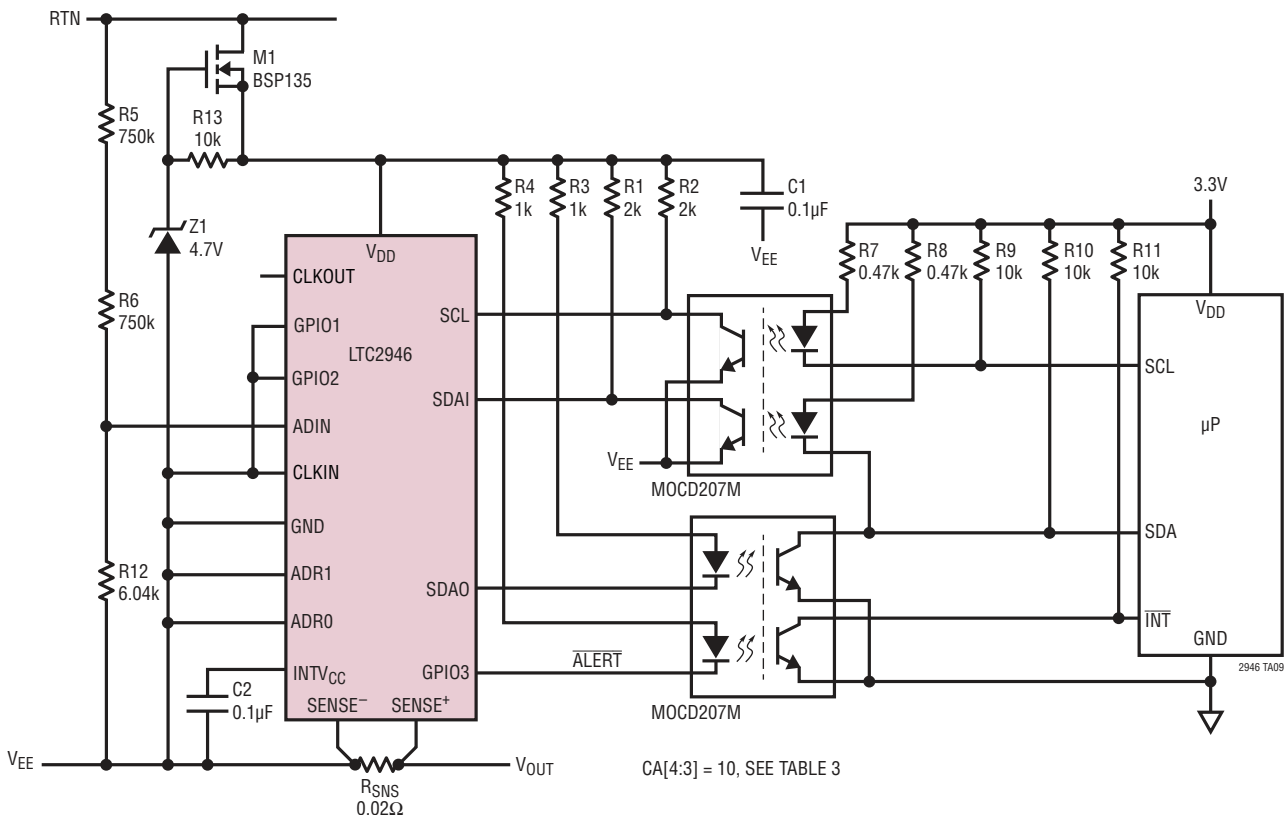 RTN
M1
BSP135
R5
750k
R13
10k
R4
1k
R3
1k
R1
2k
R2
2k
C1
0.1µF
3.3V
Z1
4.7V
V_EE
R7
0.47k
R8
0.47k
R9
10k
R10
10k
R11
10k
V_DD
V_DD
CLKOUT
R6
750k
GPIO1
SCL
LTC2946
GPIO2
SCL
SDAI
ADIN
µP
CLKIN
V_EE
MOCD207M
GND
SDA
R12
6.04k
ADR1
SDAO
ADR0
INT
GND
ALERT
2946 TA09
INTV_CC
GPIO3
C2
0.1µF
SENSE⁻
SENSE⁺
MOCD207M
V_EE
V_OUT
CA[4:3] = 10, SEE TABLE 3
R_SNS
0.02Ω